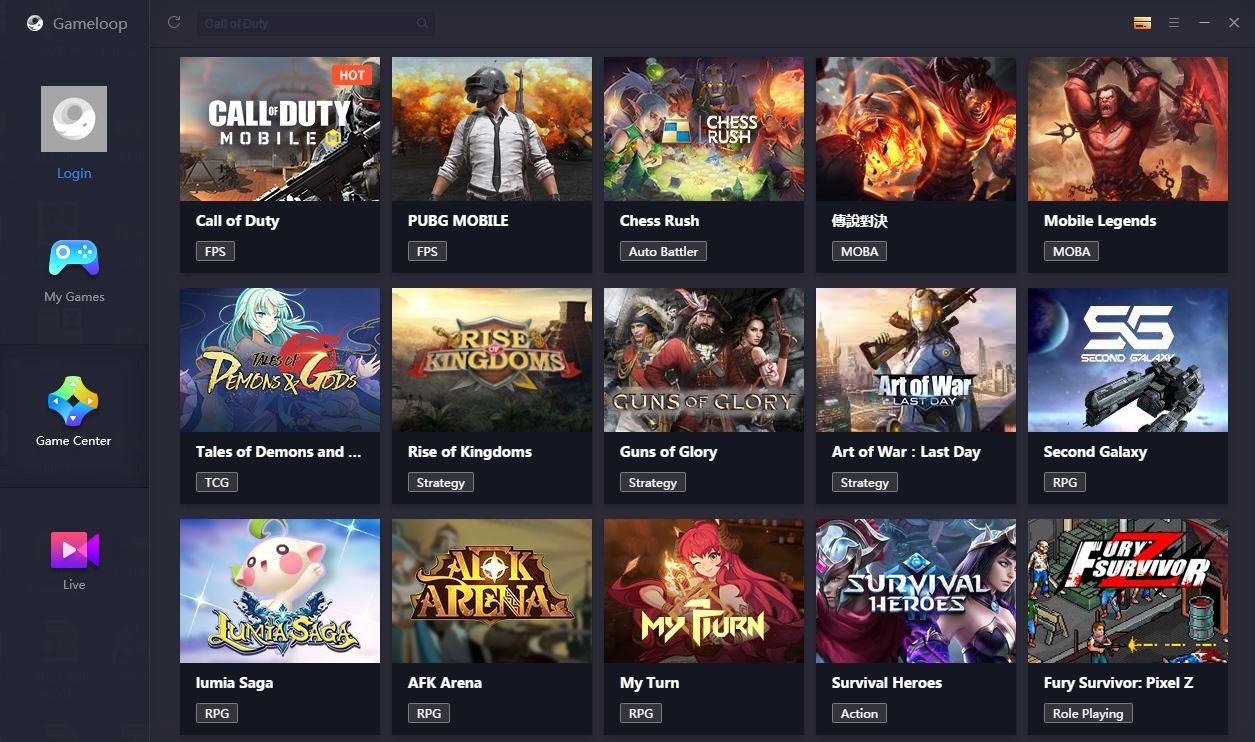 Gameloop
Call of Duty
Login
My Games
Game Center
Live
HOT
CALL OF DUTY
MOBILE
Call of Duty
FPS
PUBG MOBILE
FPS
CHESS
RUSH
Chess Rush
Auto Battler
傳說對決
MOBA
Mobile Legends
MOBA
TALES OF
DEMONS & GODS
Tales of Demons and ...
TCG
RISE
OF
KINGDOMS
Rise of Kingdoms
Strategy
GUNS OF GLORY
Guns of Glory
Strategy
Art of War
LAST DAY
Art of War : Last Day
Strategy
SG
SECOND GALAXY
Second Galaxy
RPG
LUMIA SAGA
lumia Saga
RPG
AFK
ARENA
AFK Arena
RPG
MY TURN
My Turn
RPG
SURVIVAL
HEROES
Survival Heroes
Action
FURY
SURVIVOR
Z
Fury Survivor: Pixel Z
Role Playing